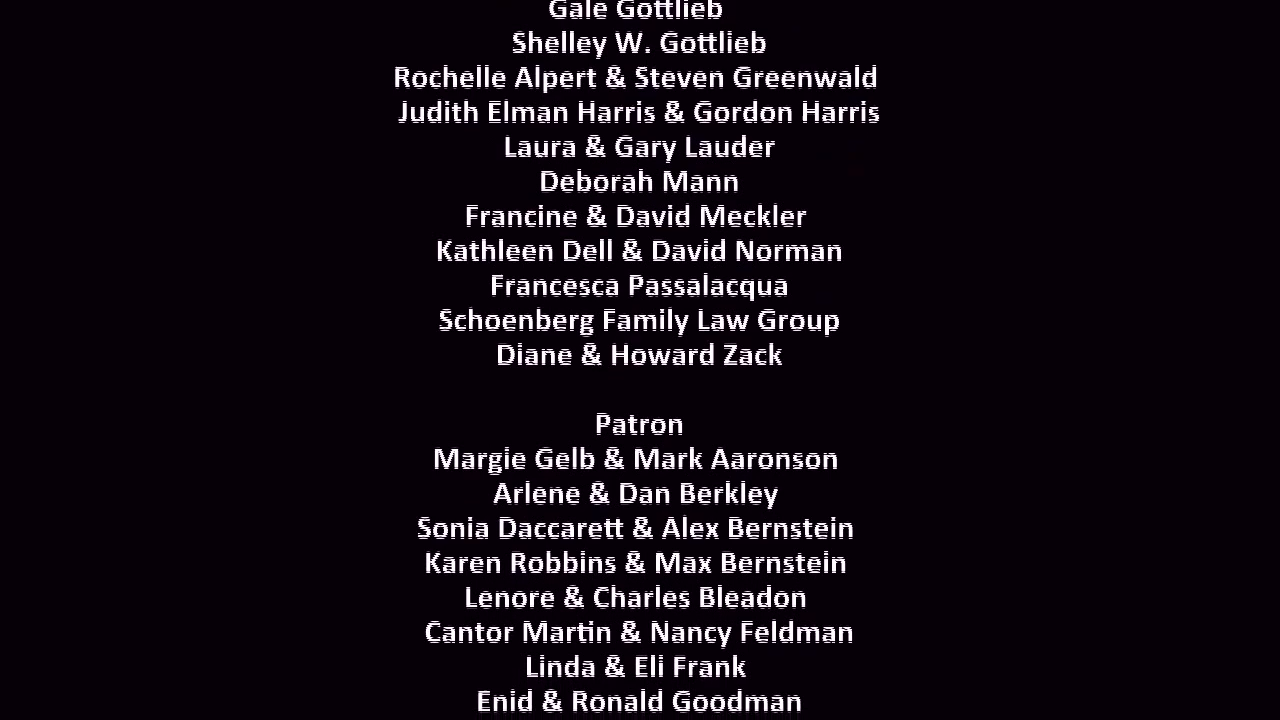 Gale Gottlieb
Shelley W. Gottlieb
Rochelle Alpert & Steven Greenwald
Judith Elman Harris & Gordon Harris
Laura & Gary Lauder
Deborah Mann
Francine & David Meckler
Kathleen Dell & David Norman
Francesca Passalacqua
Schoenberg Family Law Group
Diane & Howard Zack
Patron
Margie Gelb & Mark Aaronson
Arlene & Dan Berkley
Sonia Daccarett & Alex Bernstein
Karen Robbins & Max Bernstein
Lenore & Charles Bleadon
Cantor Martin & Nancy Feldman
Linda & Eli Frank
Enid & Ronald Goodman